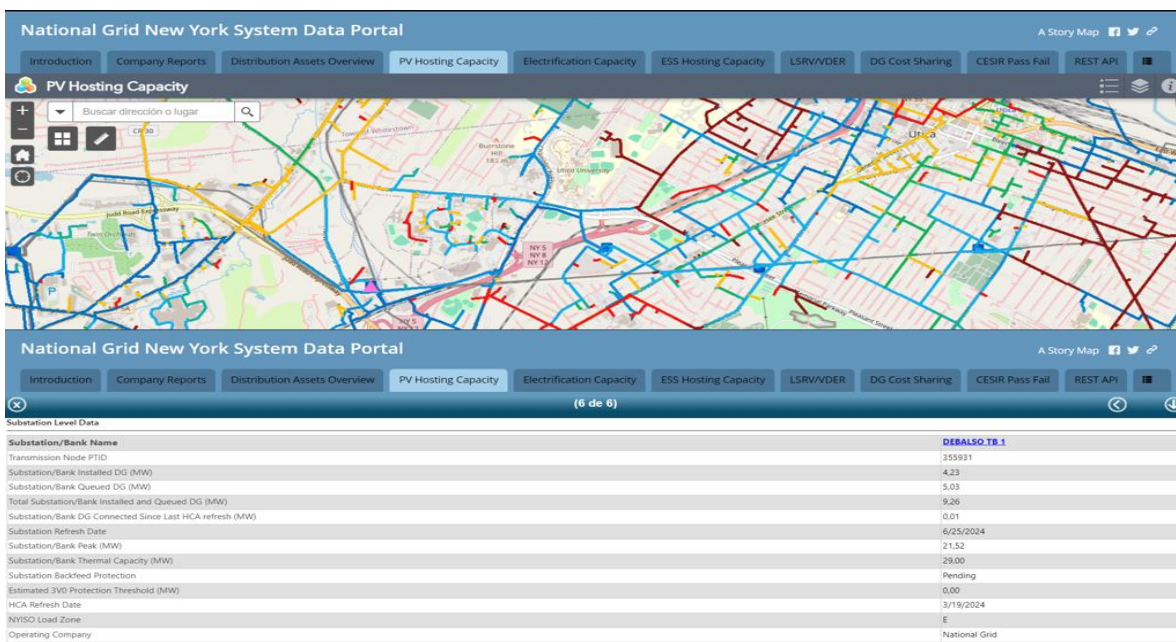 National Grid New York System Data Portal
A Story Map
Introduction Company Reports Distribution Assets Overview PV Hosting Capacity Electrification Capacity ESS Hosting Capacity LSRV/VDER DG Cost Sharing CESIR Pass Fail REST API
PV Hosting Capacity
Buscar dirección o lugar
CR 30
Utica
Utica University
Judd Road Expressway
P
NY 5
NY 8
NY 12
NY 5
National Grid New York System Data Portal
A Story Map
Introduction Company Reports Distribution Assets Overview PV Hosting Capacity Electrification Capacity ESS Hosting Capacity LSRV/VDER DG Cost Sharing CESIR Pass Fail REST API
(6 de 6)
Substation Level Data
Substation/Bank Name DEBALSO TB 1
Transmission Node PTID 355931
Substation/Bank Installed DG (MW) 4,23
Substation/Bank Queued DG (MW) 5,03
Total Substation/Bank Installed and Queued DG (MW) 9,26
Substation/Bank DG Connected Since Last HCA refresh (MW) 0,01
Substation Refresh Date 6/25/2024
Substation/Bank Peak (MW) 21,52
Substation/Bank Thermal Capacity (MW) 29,00
Substation Backfeed Protection Pending
Estimated 3V0 Protection Threshold (MW) 0,00
HCA Refresh Date 3/19/2024
NYISO Load Zone E
Operating Company National Grid